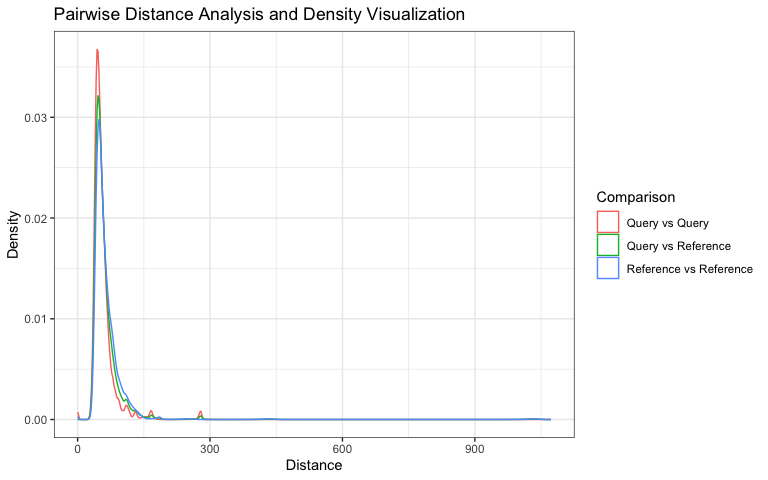 Pairwise Distance Analysis and Density Visualization
Density
0.03
0.02
0.01
0.00
0
300
600
900
Distance
Comparison
Query vs Query
Query vs Reference
Reference vs Reference